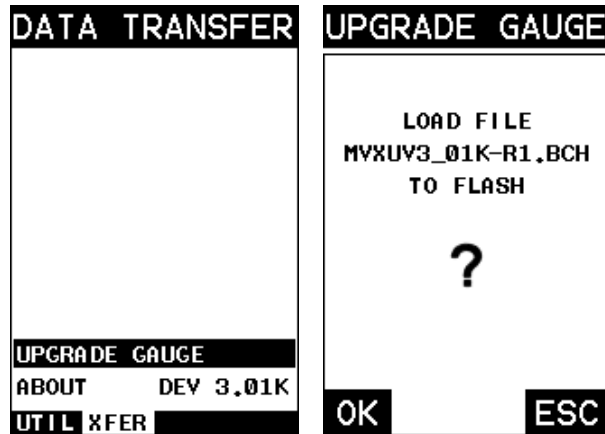 DATA TRANSFER
UPGRADE GAUGE
ABOUT DEV 3.01K
UTIL XFER
UPGRADE GAUGE
LOAD FILE
MVXUV3_01K-R1.BCH
TO FLASH
?
OK ESC